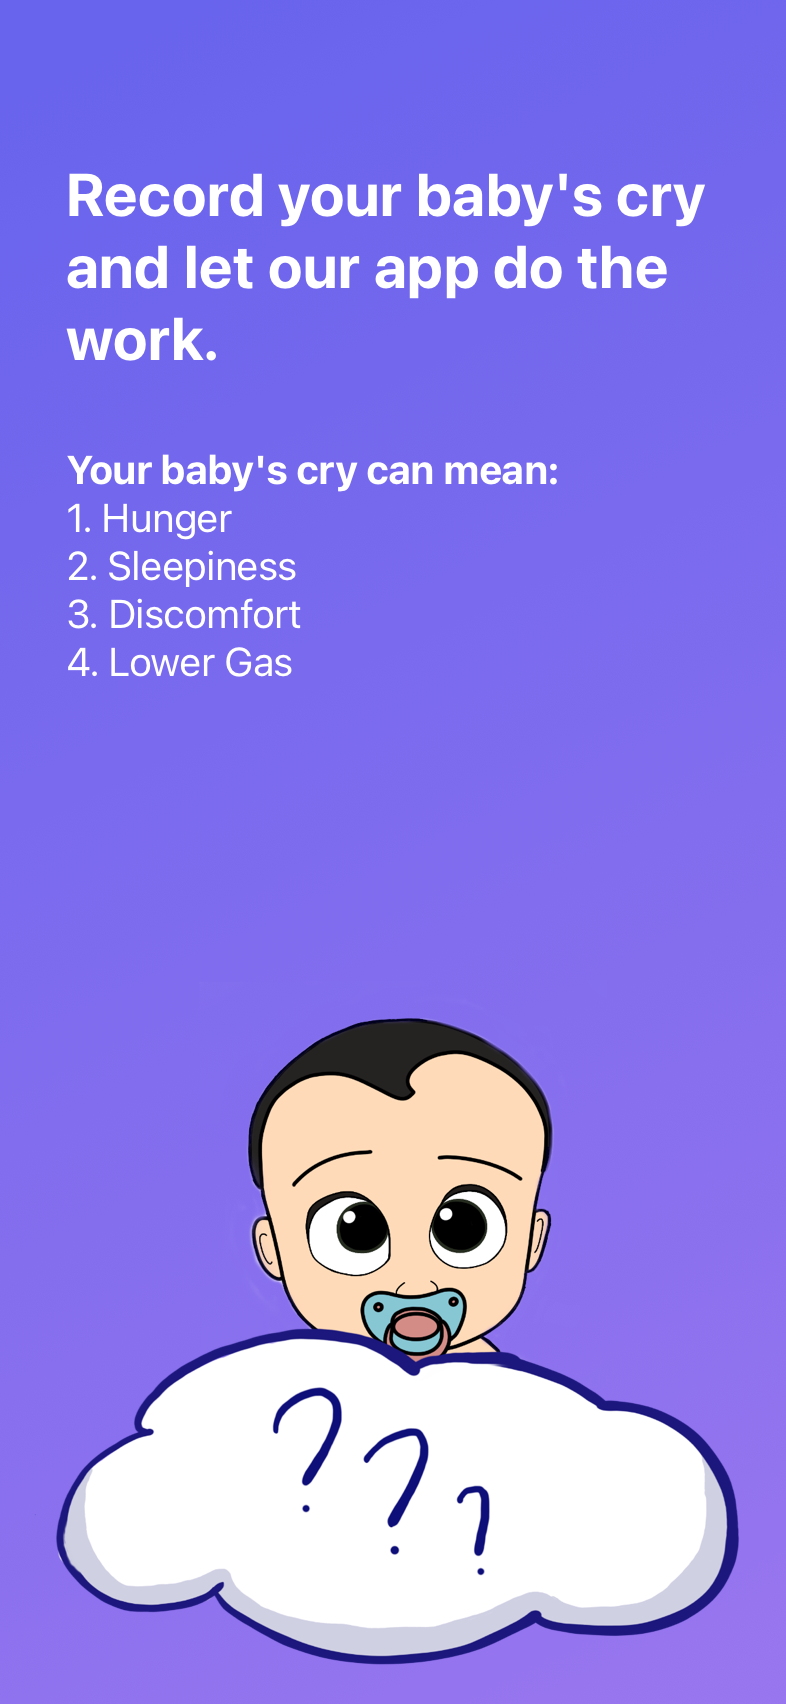 Record your baby's cry
and let our app do the
work.
Your baby's cry can mean:
1. Hunger
2. Sleepiness
3. Discomfort
4. Lower Gas
? ? ?